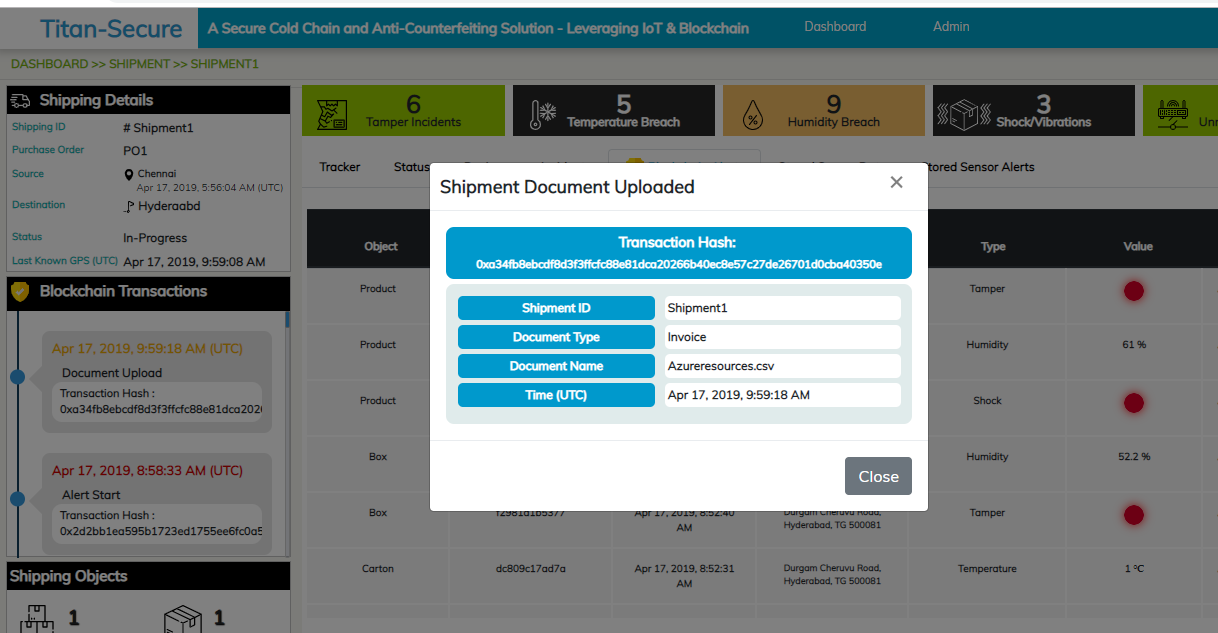 Titan-Secure
A Secure Cold Chain and Anti-Counterfeiting Solution - Leveraging IoT & Blockchain
Dashboard
Admin
DASHBOARD >> SHIPMENT >> SHIPMENT1
Shipping Details
Shipping ID
# Shipment1
Purchase Order
PO1
Source
Chennai
Apr 17, 2019, 5:56:04 AM (UTC)
Destination
Hyderaabd
Status
In-Progress
Last Known GPS (UTC)
Apr 17, 2019, 9:59:08 AM
Blockchain Transactions
Apr 17, 2019, 9:59:18 AM (UTC)
Document Upload
Transaction Hash :
0xa34fb8ebcdf8d3f3ffcfc88e81dca202
Apr 17, 2019, 8:58:33 AM (UTC)
Alert Start
Transaction Hash :
0x2d2bb1ea595b1723ed1755ee6fc0a5
Shipping Objects
1
1
6
Tamper Incidents
5
Temperature Breach
9
Humidity Breach
3
Shock/Vibrations
Tracker
Status
Stored Sensor Alerts
Shipment Document Uploaded
×
Transaction Hash:
0xa34fb8ebcdf8d3f3ffcfc88e81dca20266b40ec8e57c27de26701d0cba40350e
Shipment ID
Shipment1
Document Type
Invoice
Document Name
Azureresources.csv
Time (UTC)
Apr 17, 2019, 9:59:18 AM
Close
Object
Type
Value
Product
Tamper
Product
Humidity
61 %
Product
Shock
Box
Humidity
52.2 %
Box
f2981d1b5377
Apr 17, 2019, 8:52:40
AM
Durgam Cheruvu Road,
Hyderabad, TG 500081
Tamper
Carton
dc809c17ad7a
Apr 17, 2019, 8:52:31
AM
Durgam Cheruvu Road,
Hyderabad, TG 500081
Temperature
1 ºC